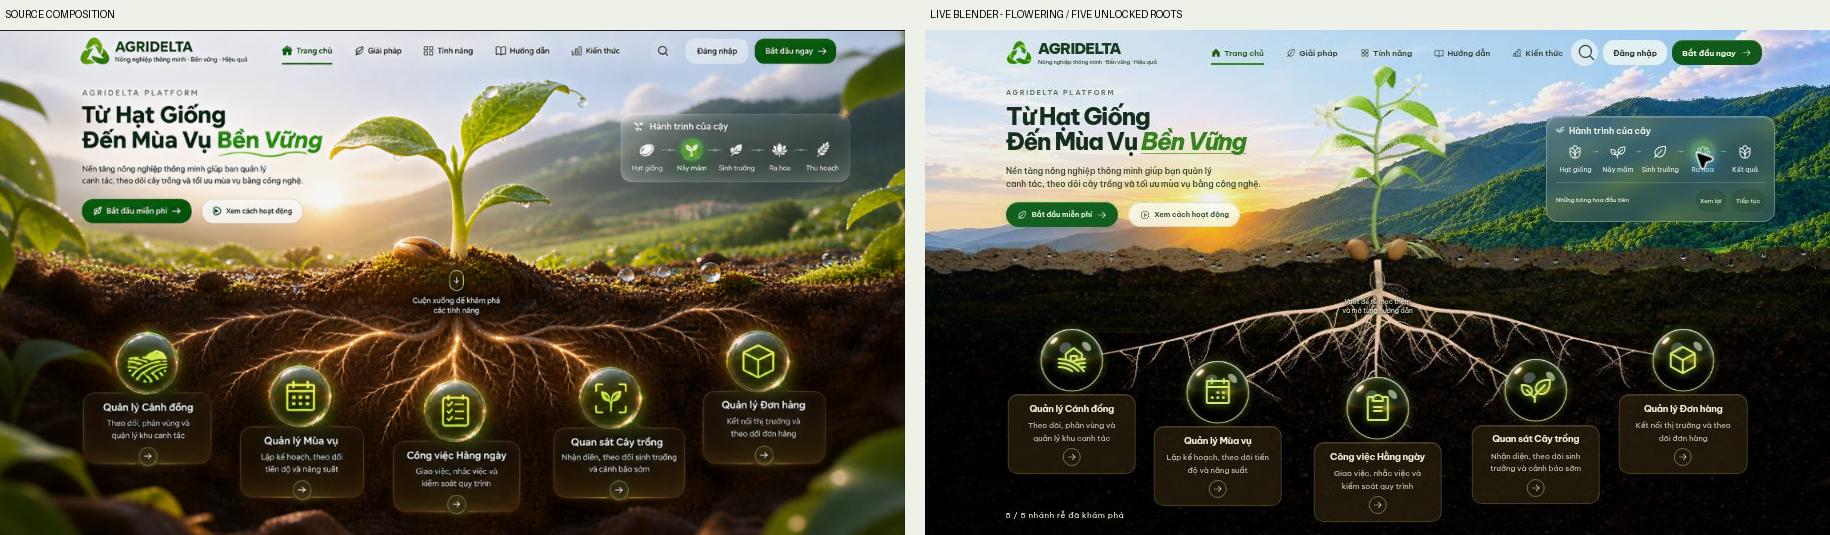 SOURCE COMPOSITION
AGRIDELTA
Nông nghiệp thông minh · Bền vững · Hiệu quả
Trang chủ
Giải pháp
Tính năng
Hướng dẫn
Kiến thức
Đăng nhập
Bắt đầu ngay →
AGRIDELTA PLATFORM
Từ Hạt Giống
Đến Mùa Vụ Bền Vững
Nền tảng nông nghiệp thông minh giúp bạn quản lý
canh tác, theo dõi cây trồng và tối ưu mùa vụ bằng công nghệ.
Bắt đầu miễn phí →
Xem cách hoạt động
Hành trình của cây
Hạt giống
Nảy mầm
Sinh trưởng
Ra hoa
Thu hoạch
Cuộn xuống để khám phá
các tính năng
Quản lý Cánh đồng
Theo dõi, phân vùng và
quản lý khu canh tác
Quản lý Mùa vụ
Lập kế hoạch, theo dõi
tiến độ và năng suất
Công việc Hằng ngày
Giao việc, nhắc việc và
kiểm soát quy trình
Quan sát Cây trồng
Nhận diện, theo dõi sinh trưởng
và cảnh báo sớm
Quản lý Đơn hàng
Kết nối thị trường và
theo dõi đơn hàng
LIVE BLENDER - FLOWERING / FIVE UNLOCKED ROOTS
AGRIDELTA
Nông nghiệp thông minh · Bền vững · Hiệu quả
Trang chủ
Giải pháp
Tính năng
Hướng dẫn
Kiến thức
Đăng nhập
Bắt đầu ngay →
AGRIDELTA PLATFORM
Từ Hạt Giống
Đến Mùa Vụ Bền Vững
Nền tảng nông nghiệp thông minh giúp bạn quản lý
canh tác, theo dõi cây trồng và tối ưu mùa vụ bằng công nghệ.
Bắt đầu miễn phí →
Xem cách hoạt động
Hành trình của cây
Hạt giống
Nảy mầm
Sinh trưởng
Ra hoa
Kết quả
Những bông hoa đầu tiên
Xem lại
Tiếp tục
Quản lý Cánh đồng
Theo dõi, phân vùng và
quản lý khu canh tác
Quản lý Mùa vụ
Lập kế hoạch, theo dõi tiến
độ và năng suất
Công việc Hằng ngày
Giao việc, nhắc việc và
kiểm soát quy trình
Quan sát Cây trồng
Nhận diện, theo dõi sinh
trưởng và cảnh báo sớm
Quản lý Đơn hàng
Kết nối thị trường và theo
dõi đơn hàng
5 / 5 nhánh rễ đã khám phá